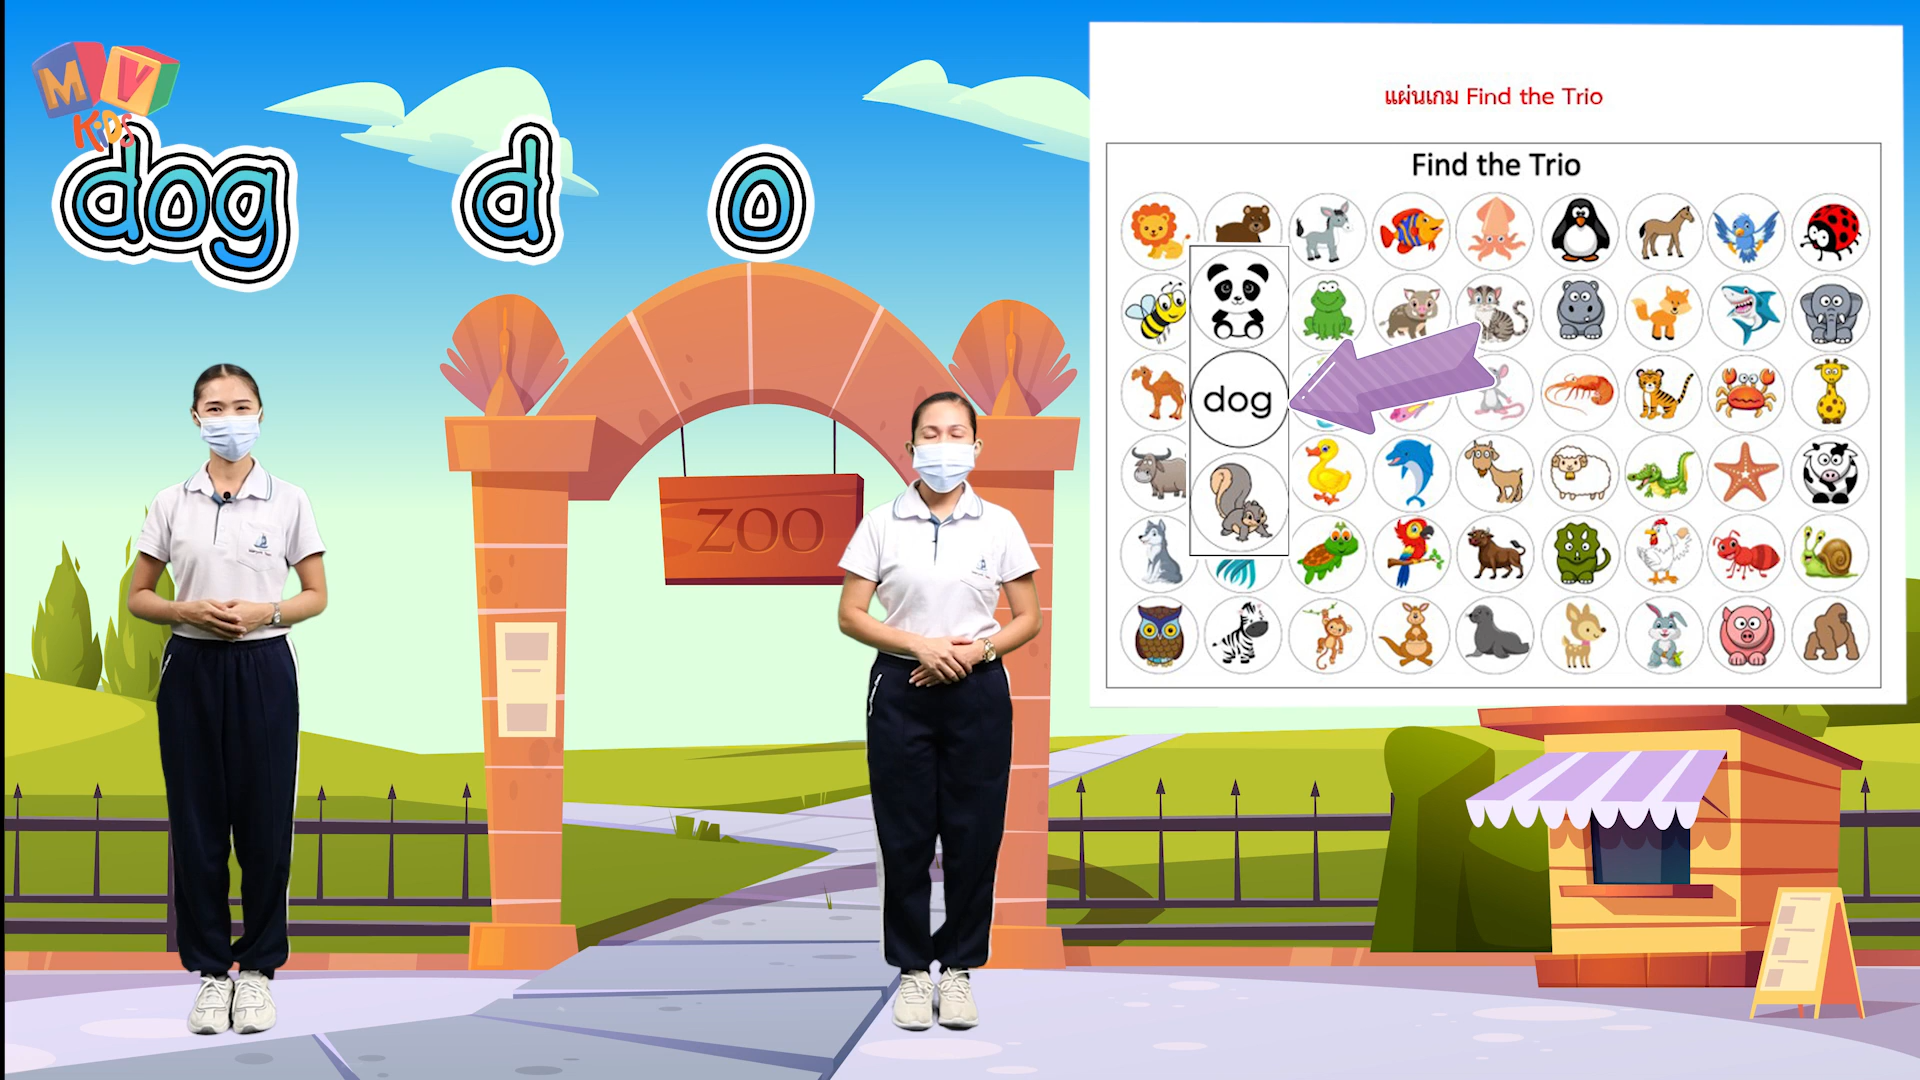 MV
KiDS
dog
d
o
แผ่นเกม Find the Trio
Find the Trio
dog
ZOO